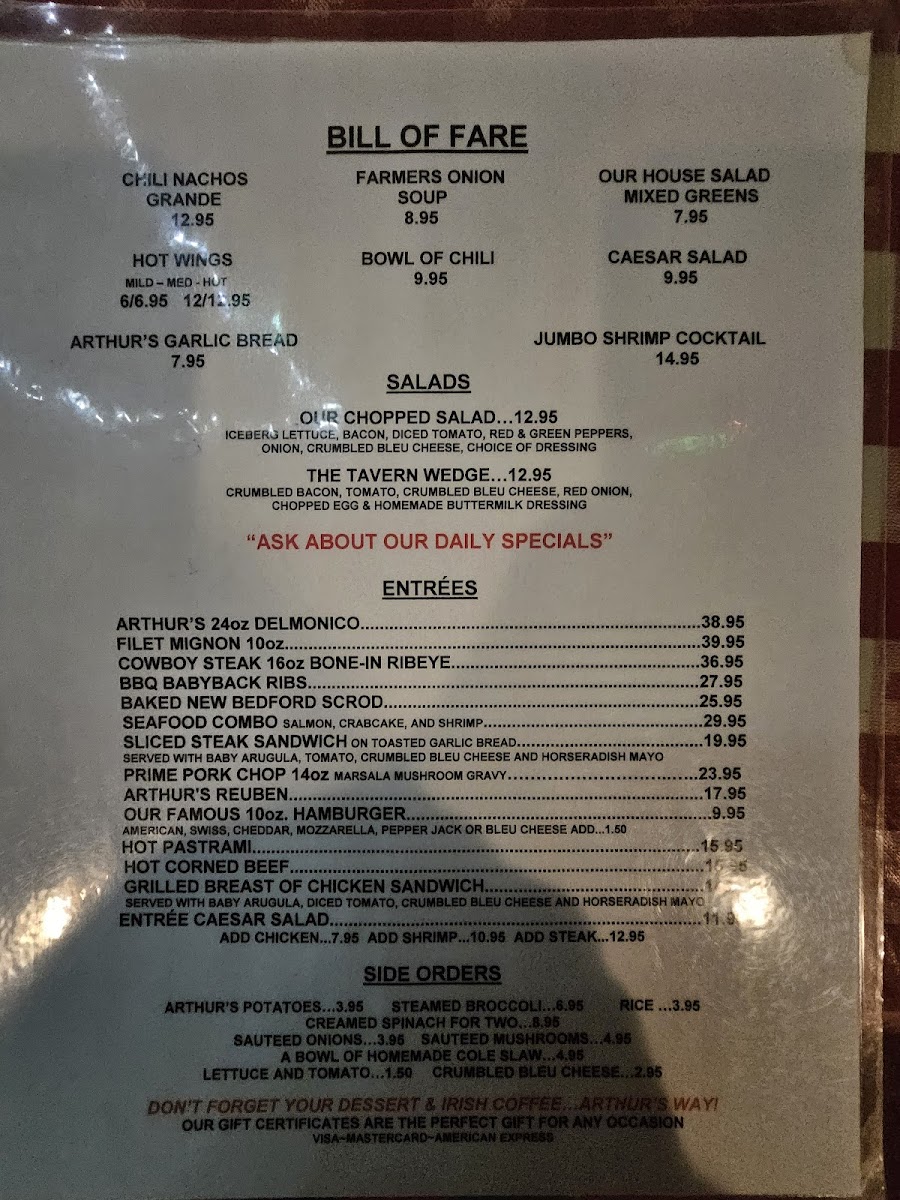 BILL OF FARE
CHILI NACHOS
GRANDE
12.95
FARMERS ONION
SOUP
8.95
OUR HOUSE SALAD
MIXED GREENS
7.95
HOT WINGS
MILD – MED - HOT
6/6.95
BOWL OF CHILI
9.95
CAESAR SALAD
9.95
ARTHUR'S GARLIC BREAD
7.95
JUMBO SHRIMP COCKTAIL
14.95
SALADS
OUR CHOPPED SALAD...12.95
ICEBERG LETTUCE, BACON, DICED TOMATO, RED & GREEN PEPPERS,
ONION, CRUMBLED BLEU CHEESE, CHOICE OF DRESSING
THE TAVERN WEDGE...12.95
CRUMBLED BACON, TOMATO, CRUMBLED BLEU CHEESE, RED ONION,
CHOPPED EGG & HOMEMADE BUTTERMILK DRESSING
"ASK ABOUT OUR DAILY SPECIALS"
ENTRÉES
ARTHUR'S 24oz DELMONICO...38.95
FILET MIGNON 10oz...39.95
COWBOY STEAK 16oz BONE-IN RIBEYE...36.95
BBQ BABYBACK RIBS...27.95
BAKED NEW BEDFORD SCROD...25.95
SEAFOOD COMBO SALMON, CRABCAKE, AND SHRIMP...29.95
SLICED STEAK SANDWICH ON TOASTED GARLIC BREAD...19.95
SERVED WITH BABY ARUGULA, TOMATO, CRUMBLED BLEU CHEESE AND HORSERADISH MAYO
PRIME PORK CHOP 14oz MARSALA MUSHROOM GRAVY...23.95
ARTHUR'S REUBEN...17.95
OUR FAMOUS 10oz. HAMBURGER...9.95
AMERICAN, SWISS, CHEDDAR, MOZZARELLA, PEPPER JACK OR BLEU CHEESE ADD...1.50
HOT PASTRAMI...15.95
HOT CORNED BEEF...
GRILLED BREAST OF CHICKEN SANDWICH...
SERVED WITH BABY ARUGULA, DICED TOMATO, CRUMBLED BLEU CHEESE AND HORSERADISH MAYO
ENTRÉE CAESAR SALAD...
ADD CHICKEN...7.95 ADD SHRIMP...10.95 ADD STEAK...12.95
SIDE ORDERS
ARTHUR'S POTATOES...3.95 STEAMED BROCCOLI...6.95 RICE ...3.95
CREAMED SPINACH FOR TWO...8.95
SAUTEED ONIONS...3.95 SAUTEED MUSHROOMS...4.95
A BOWL OF HOMEMADE COLE SLAW...4.95
LETTUCE AND TOMATO...1.50 CRUMBLED BLEU CHEESE...2.95
DON'T FORGET YOUR DESSERT & IRISH COFFEE...ARTHUR'S WAY!
OUR GIFT CERTIFICATES ARE THE PERFECT GIFT FOR ANY OCCASION
VISA~MASTERCARD~AMERICAN EXPRESS